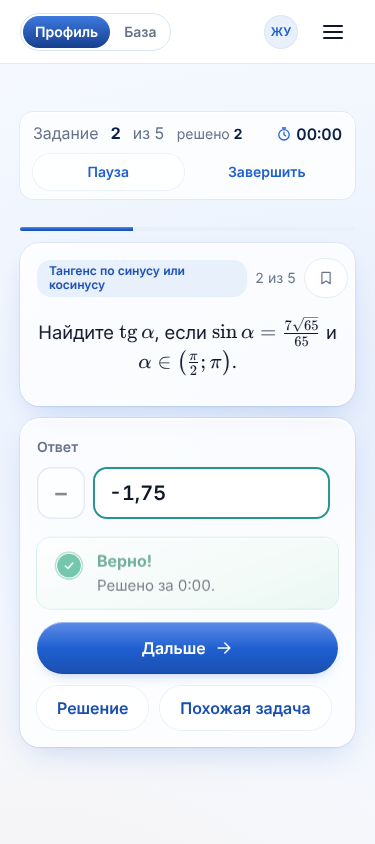 Профиль База ЖУ
Задание 2 из 5 решено 2 00:00
Пауза Завершить
Тангенс по синусу или
косинусу
2 из 5
Найдите tg α, если sin α = 7√65/65 и
α ∈ (π/2; π).
Ответ
− -1,75
Верно!
Решено за 0:00.
Дальше →
Решение Похожая задача